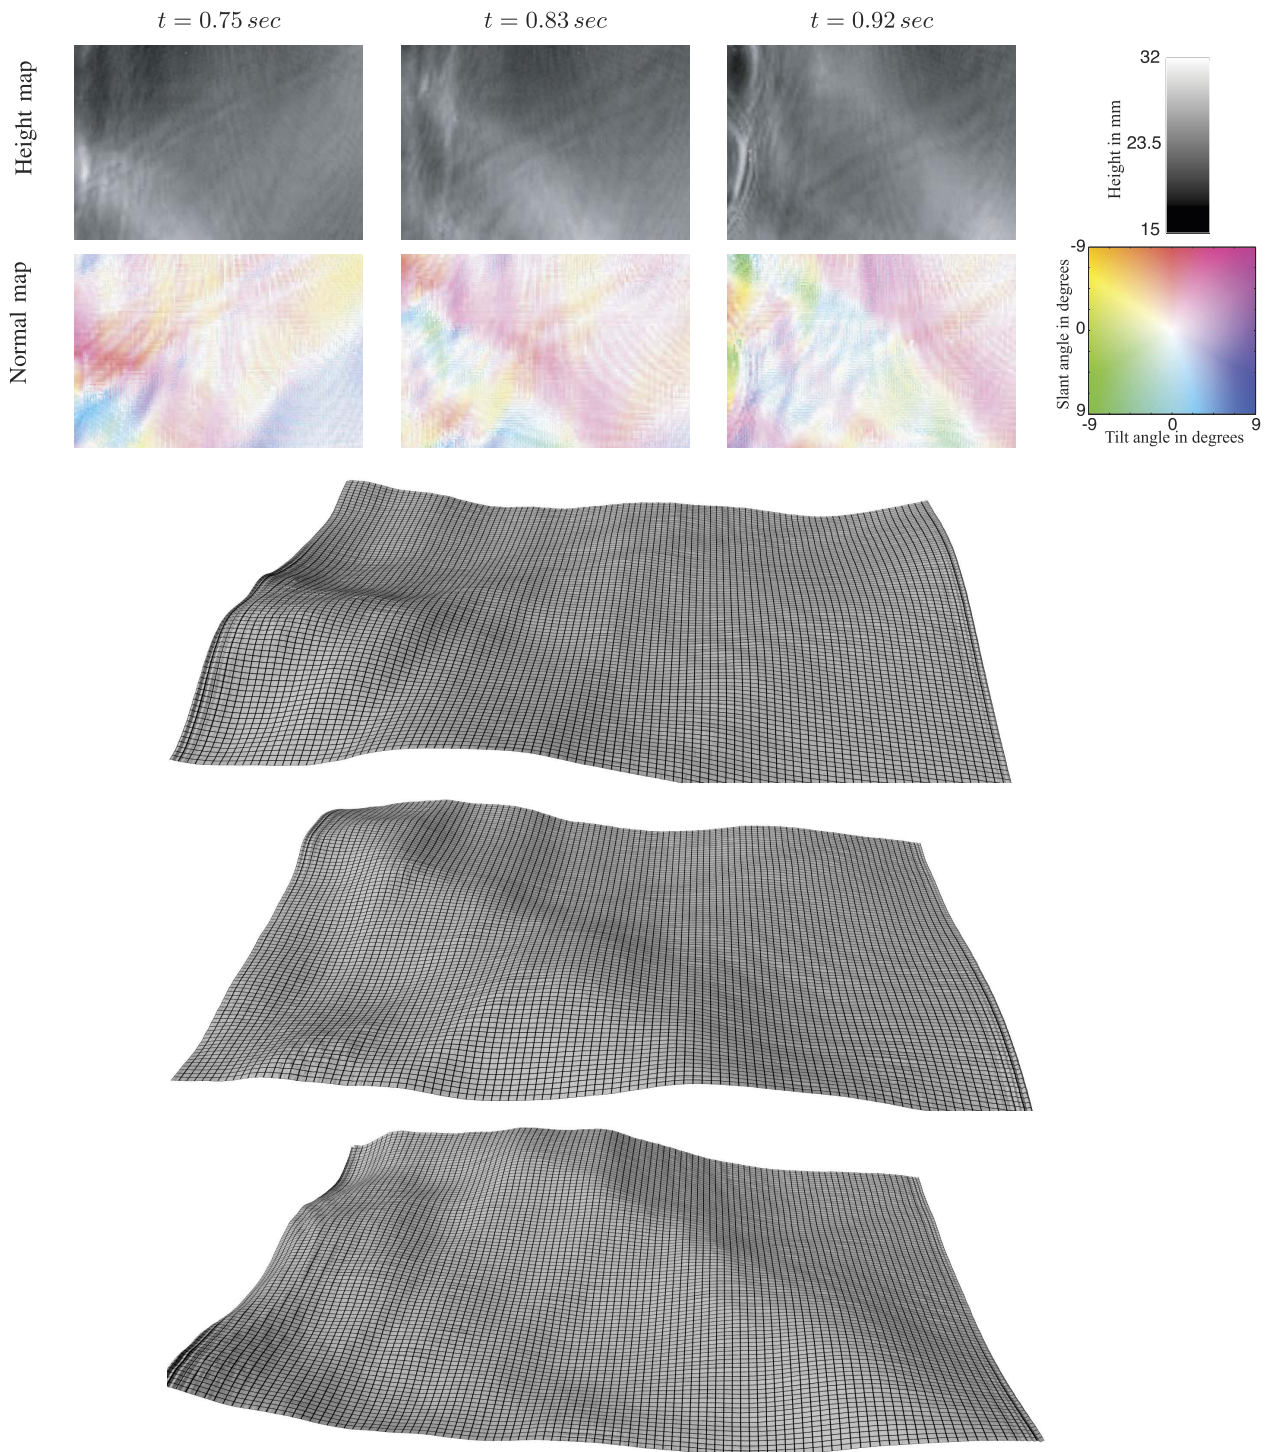 t = 0.75 sec
t = 0.83 sec
t = 0.92 sec
Height map
32
Height in mm
23.5
15
Normal map
-9
Slant angle in degrees
0
9
-9
0
9
Tilt angle in degrees